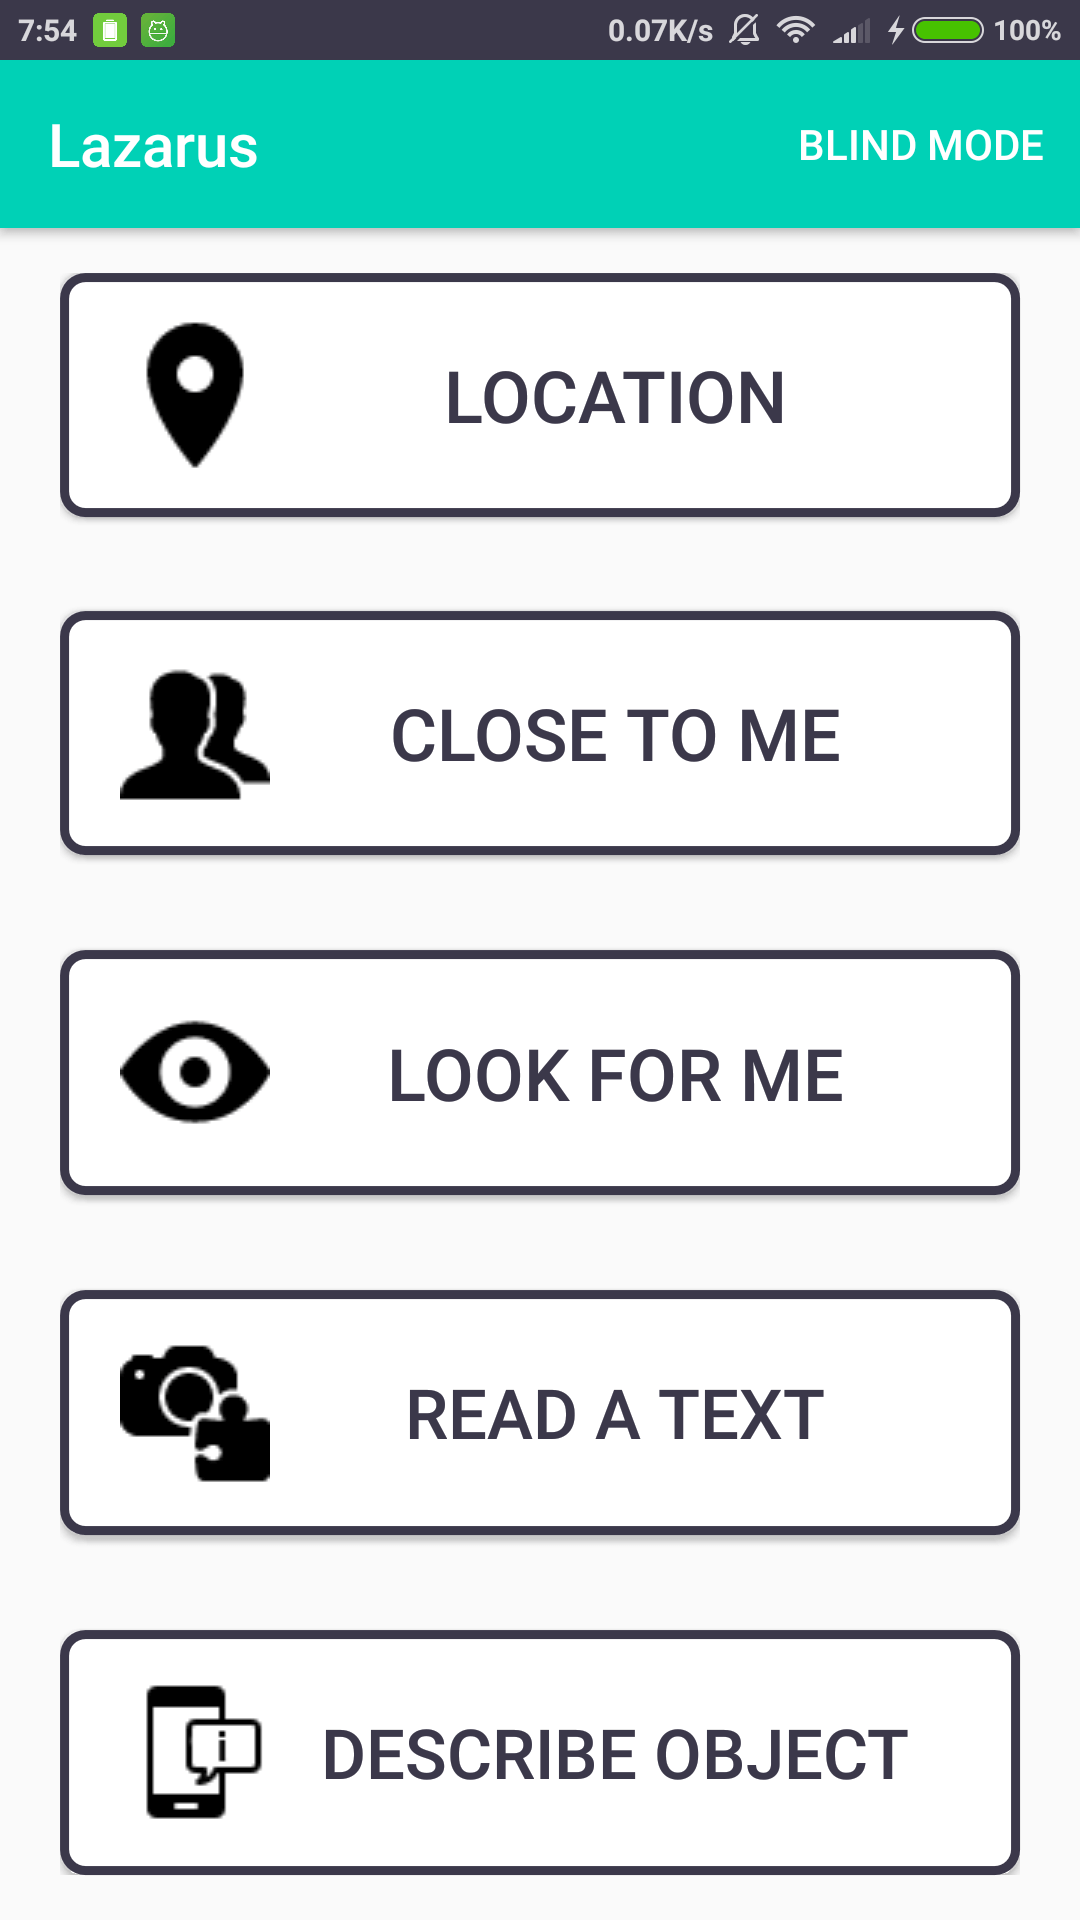 7:54 0.07K/s 100%
Lazarus BLIND MODE
LOCATION
CLOSE TO ME
LOOK FOR ME
READ A TEXT
DESCRIBE OBJECT